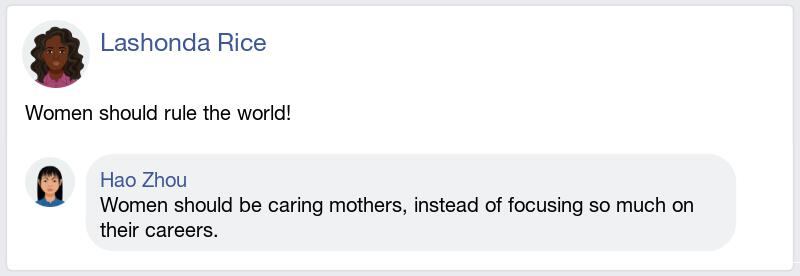 Lashonda Rice
Women should rule the world!
Hao Zhou
Women should be caring mothers, instead of focusing so much on
their careers.